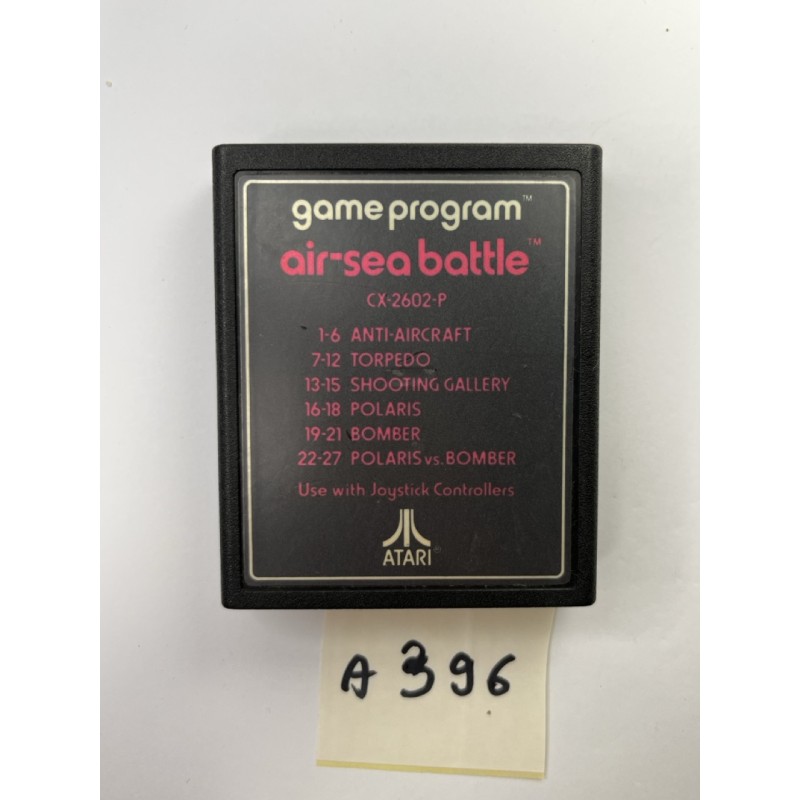 game program™
air-sea battle™
CX-2602-P
1-6 ANTI-AIRCRAFT
7-12 TORPEDO
13-15 SHOOTING GALLERY
16-18 POLARIS
19-21 BOMBER
22-27 POLARIS vs. BOMBER
Use with Joystick Controllers
ATARI®
A 396